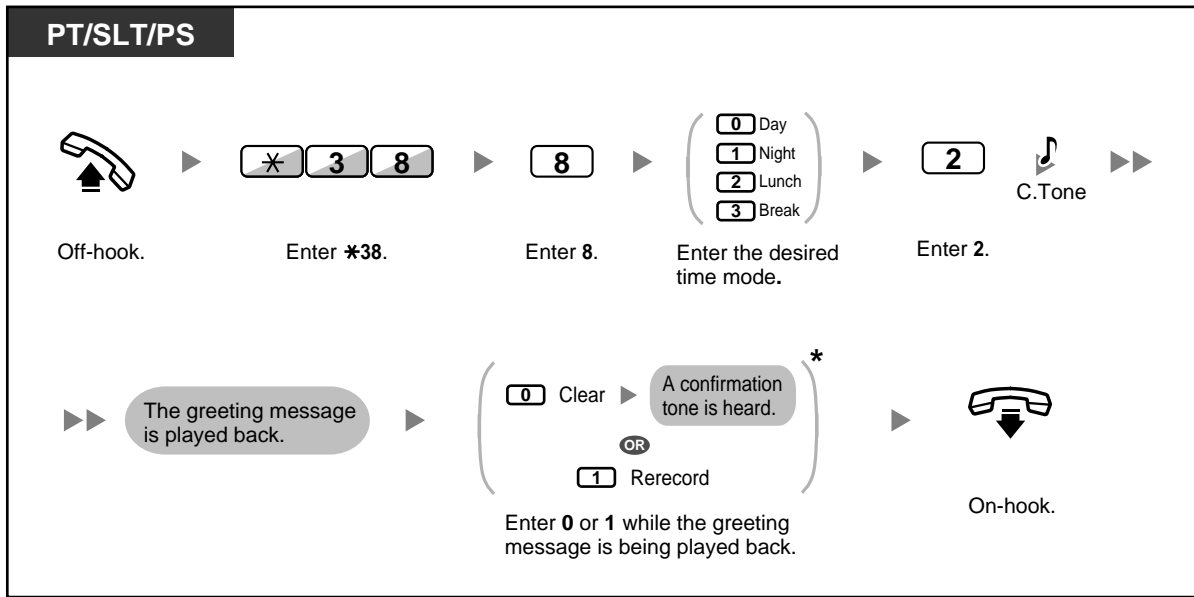 PT/SLT/PS
0 Day
1 Night
2 Lunch
3 Break
* 3 8
8
2
C.Tone
Off-hook.
Enter *38.
Enter 8.
Enter the desired
time mode.
Enter 2.
The greeting message
is played back.
0 Clear
A confirmation
tone is heard.
*
OR
1 Rerecord
Enter 0 or 1 while the greeting
message is being played back.
On-hook.